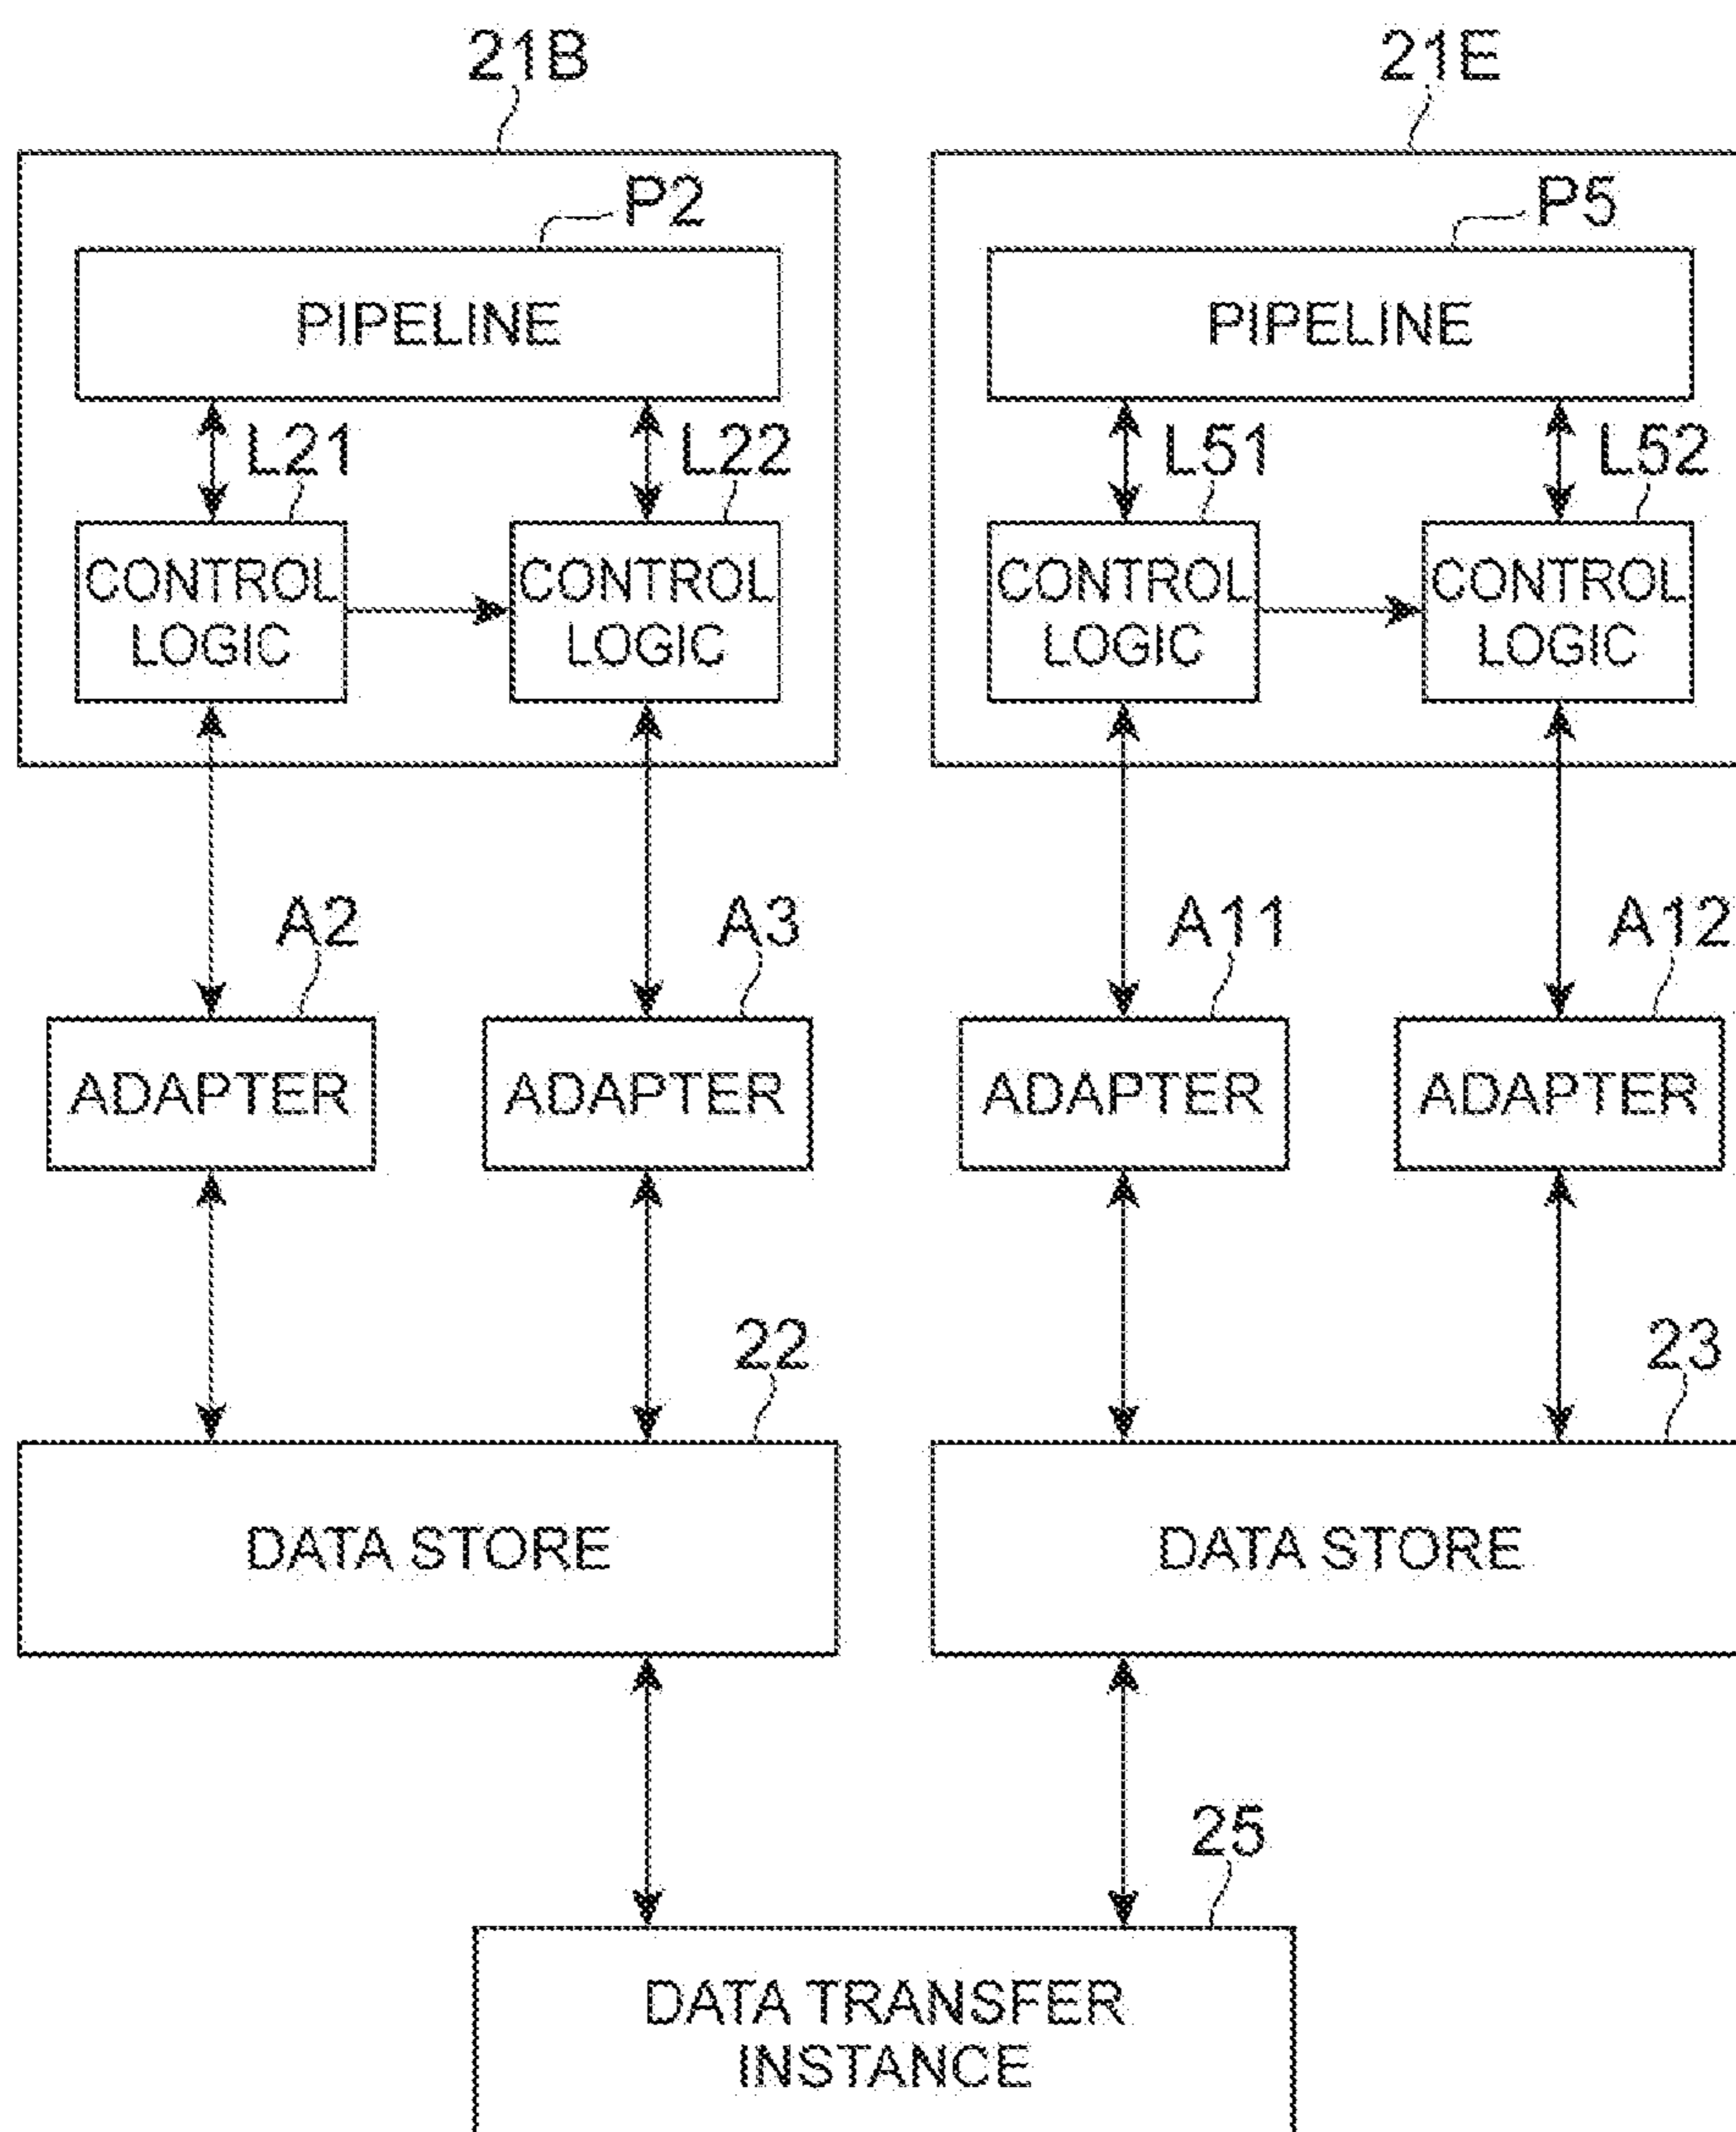 21B 21E
P2 P5
PIPELINE PIPELINE
L21 L22 L51 L52
CONTROL CONTROL CONTROL CONTROL
LOGIC LOGIC LOGIC LOGIC
A2 A3 A11 A12
ADAPTER ADAPTER ADAPTER ADAPTER
22 23
DATA STORE DATA STORE
25
DATA TRANSFER
INSTANCE